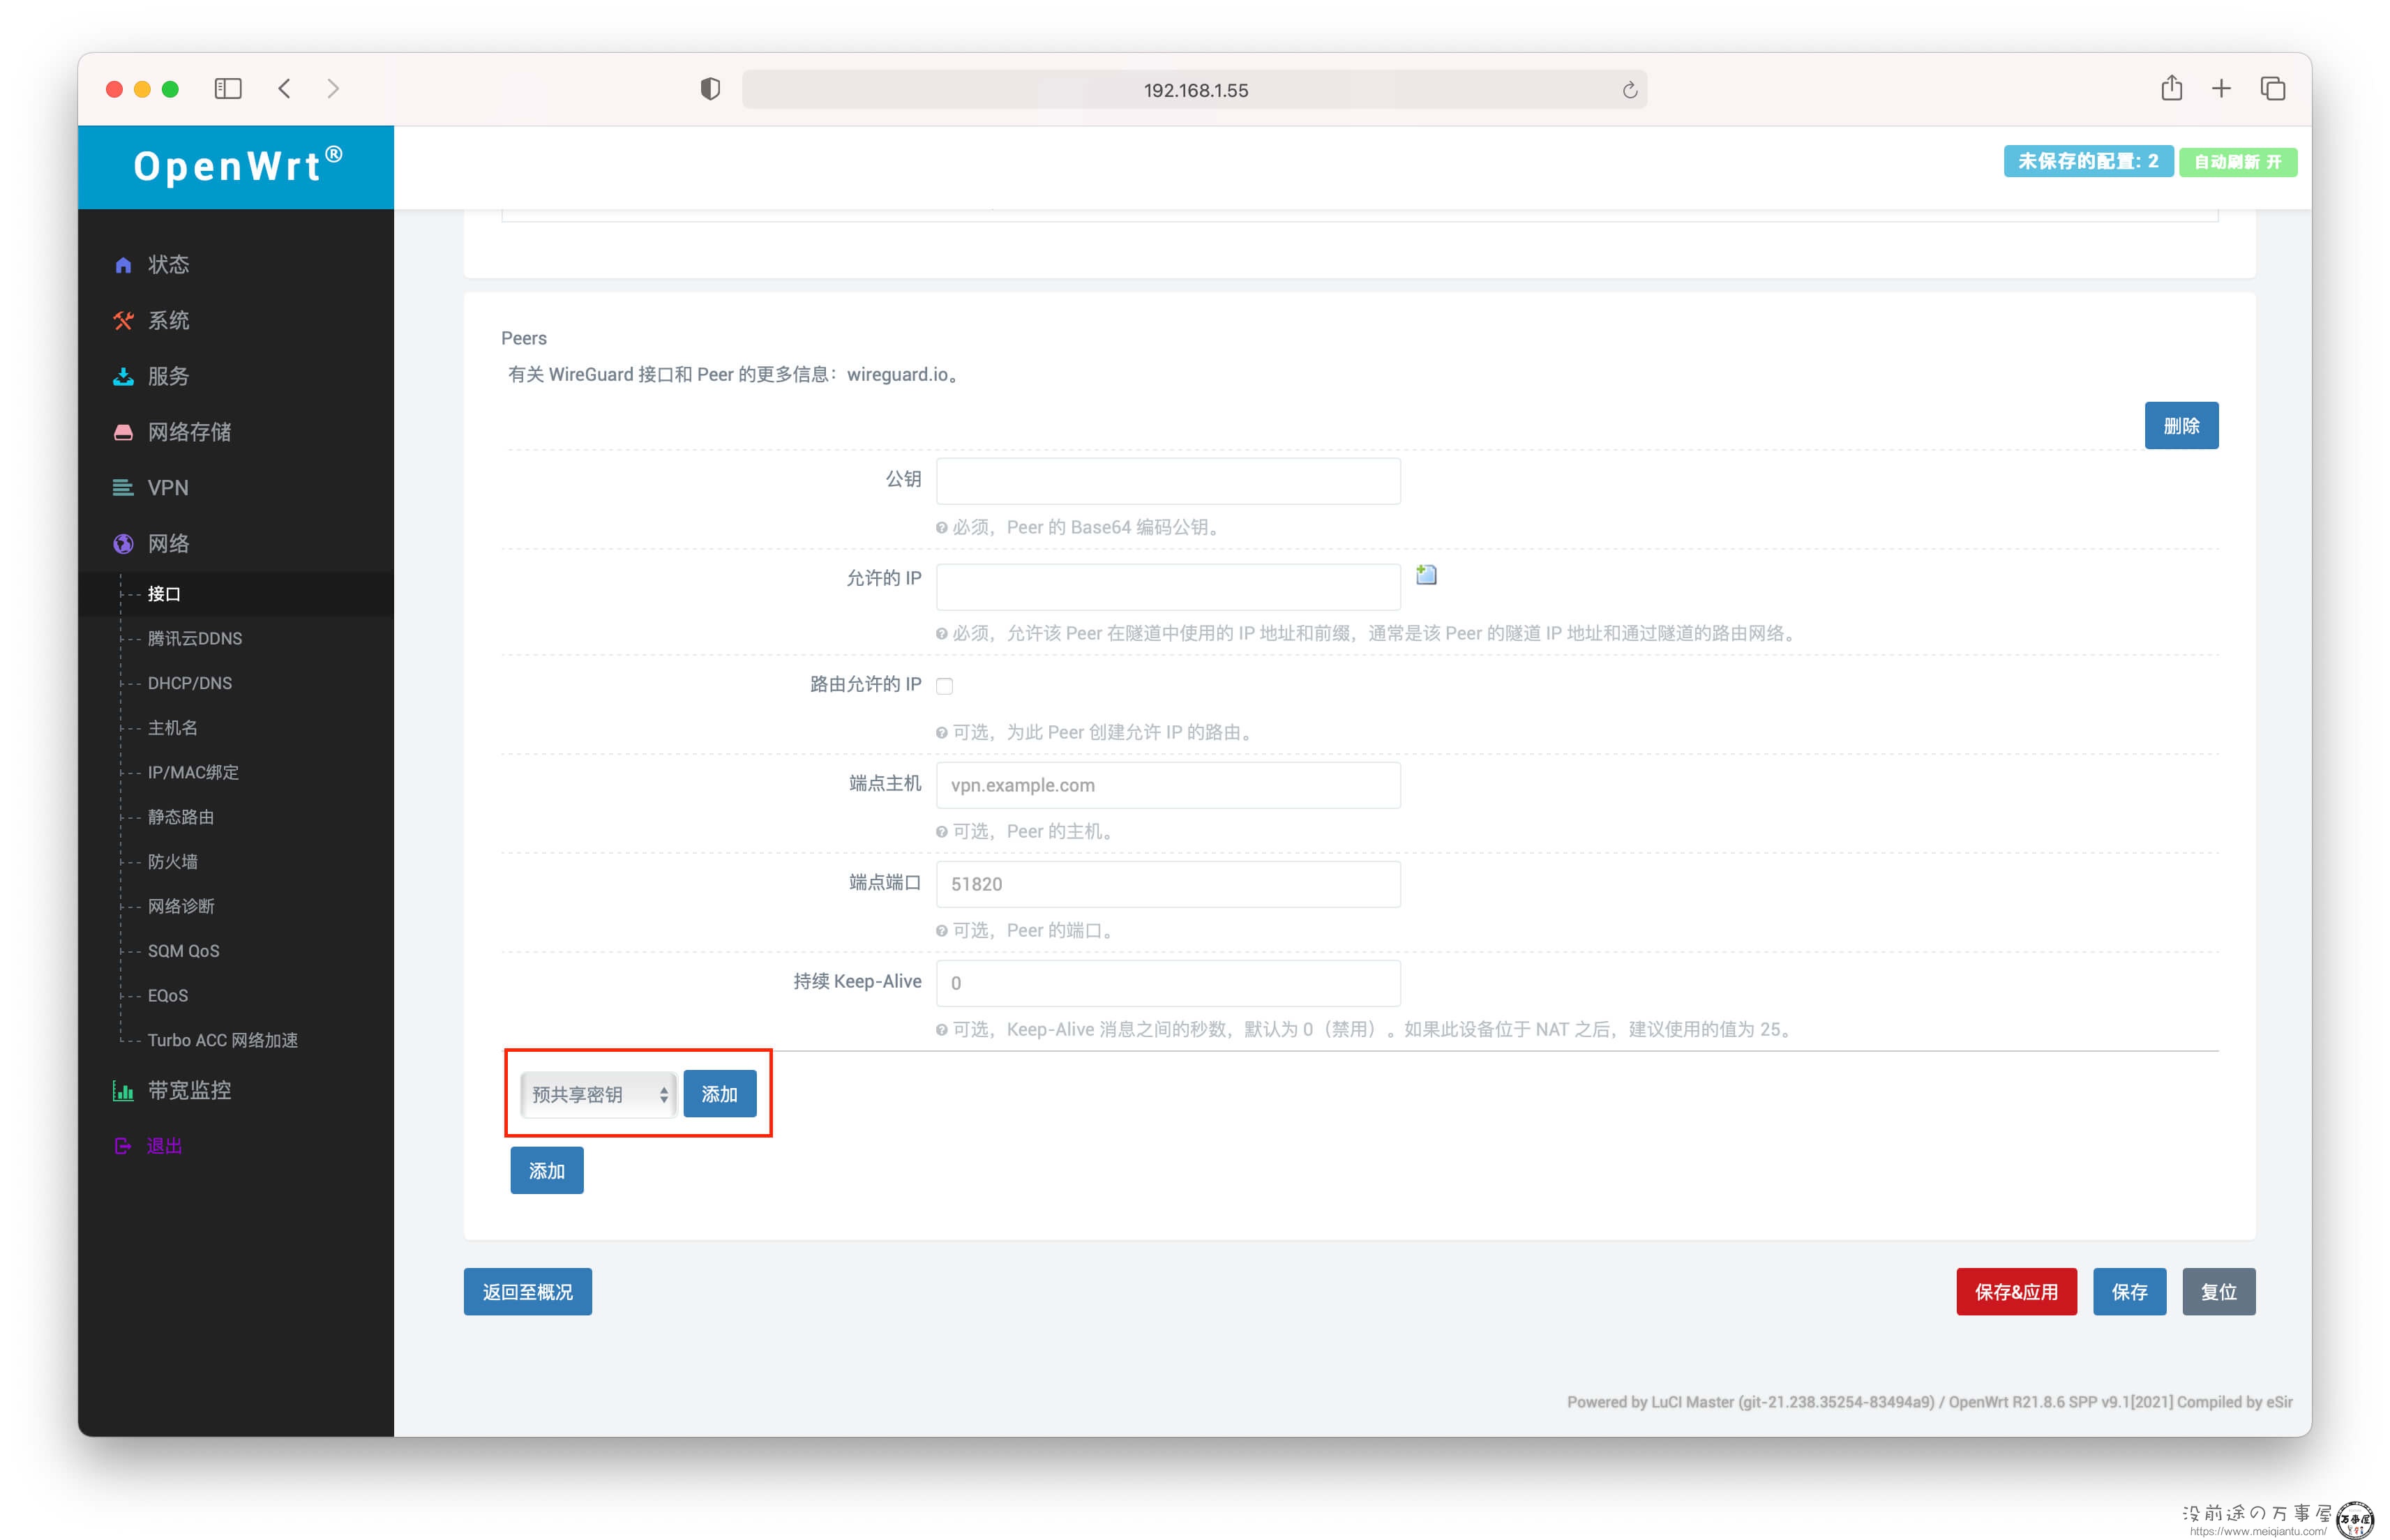 192.168.1.55
OpenWrt®
未保存的配置: 2
自动刷新 开
状态
系统
服务
网络存储
VPN
网络
接口
腾讯云DDNS
DHCP/DNS
主机名
IP/MAC绑定
静态路由
防火墙
网络诊断
SQM QoS
EQoS
Turbo ACC 网络加速
带宽监控
退出
Peers
有关 WireGuard 接口和 Peer 的更多信息：wireguard.io。
删除
公钥
必须，Peer 的 Base64 编码公钥。
允许的 IP
必须，允许该 Peer 在隧道中使用的 IP 地址和前缀，通常是该 Peer 的隧道 IP 地址和通过隧道的路由网络。
路由允许的 IP
可选，为此 Peer 创建允许 IP 的路由。
端点主机
vpn.example.com
可选，Peer 的主机。
端点端口
51820
可选，Peer 的端口。
持续 Keep-Alive
0
可选，Keep-Alive 消息之间的秒数，默认为 0（禁用）。如果此设备位于 NAT 之后，建议使用的值为 25。
预共享密钥
添加
添加
返回至概况
保存&应用
保存
复位
Powered by LuCI Master (git-21.238.35254-83494a9) / OpenWrt R21.8.6 SPP v9.1[2021] Compiled by eSir
没前途の万事屋
https://www.meiqiantu.com/